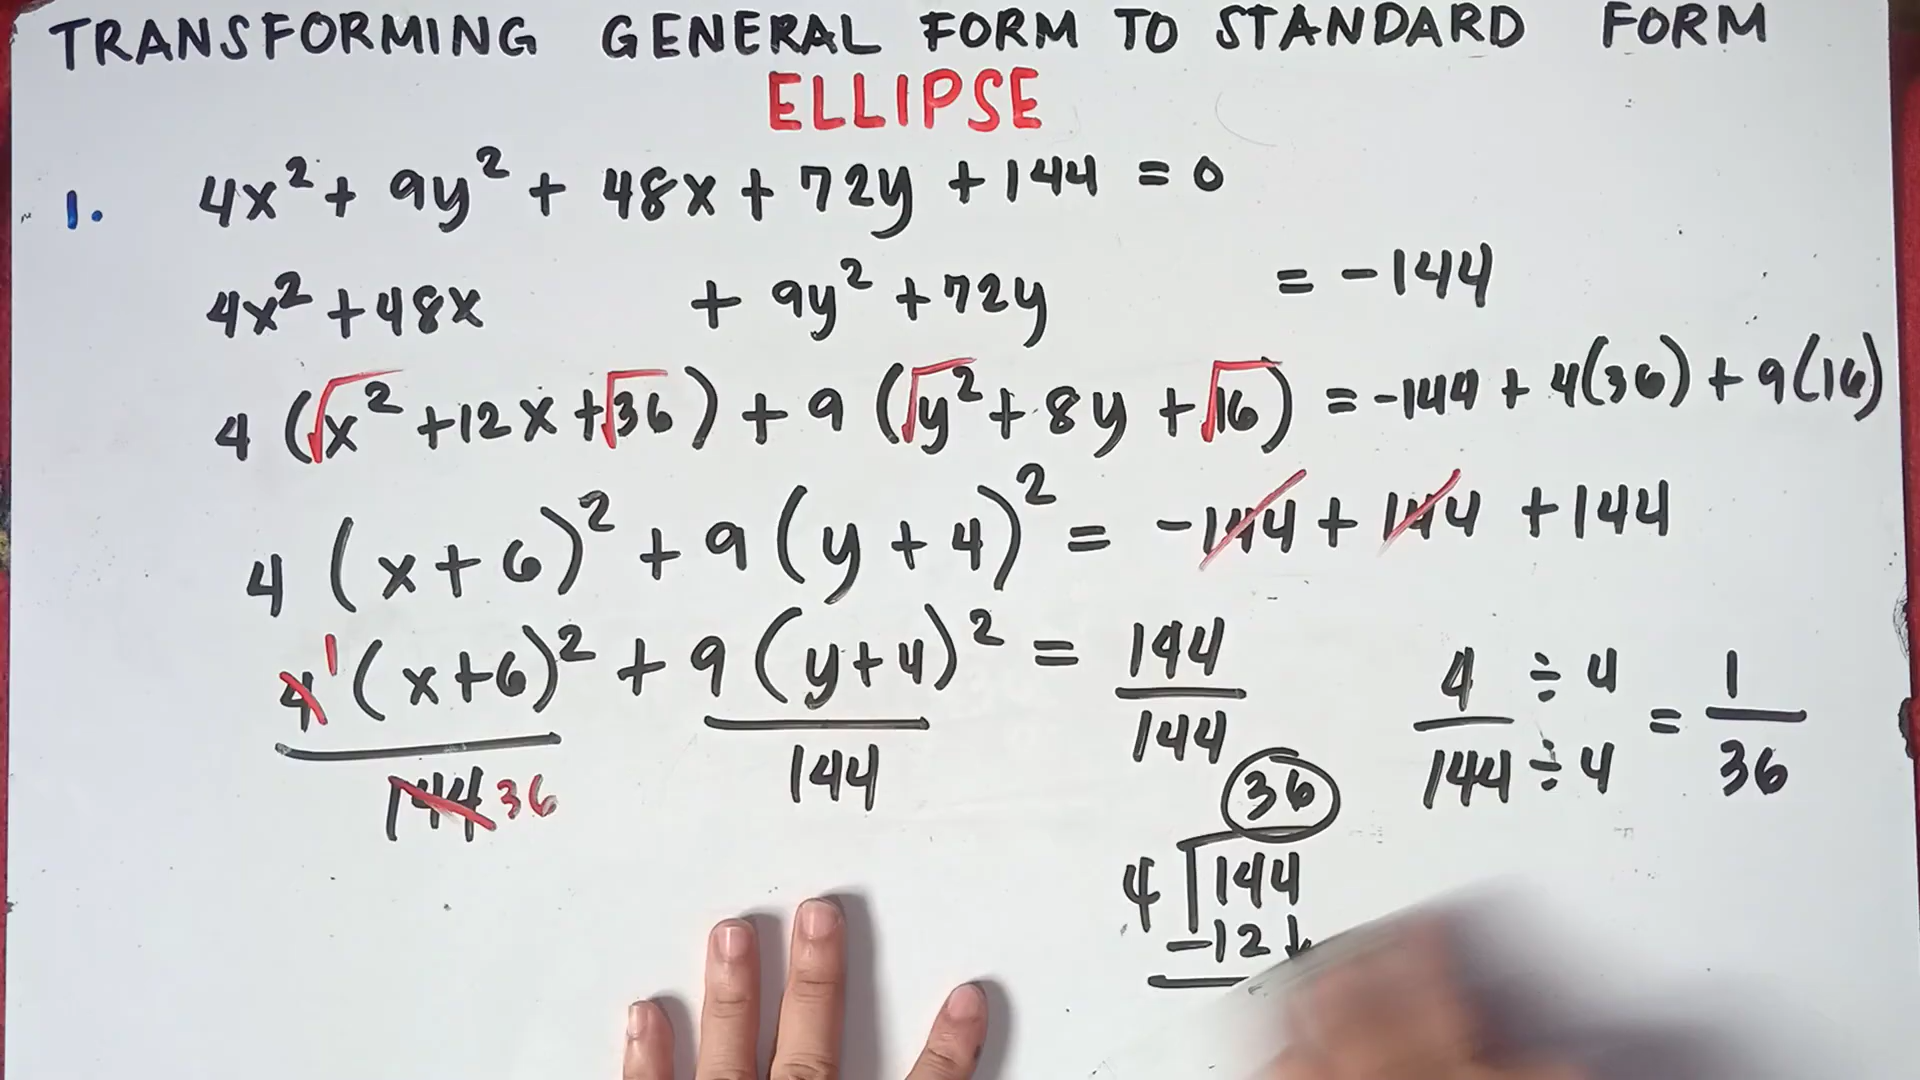 TRANSFORMING GENERAL FORM TO STANDARD FORM
ELLIPSE
1. 4x² + 9y² + 48x + 72y + 144 = 0
4x² + 48x + 9y² + 72y = -144
4 (√x² + 12x + √36) + 9 (√y² + 8y + √16) = -144 + 4(36) + 9(16)
4 (x + 6)² + 9 (y + 4)² = -144 + 144 + 144
4 1 (x+6)² + 9 (y+4)² = 144
144 36 144 144
4 ÷ 4 = 1
144 ÷ 4 36
36
4 144
-12↓